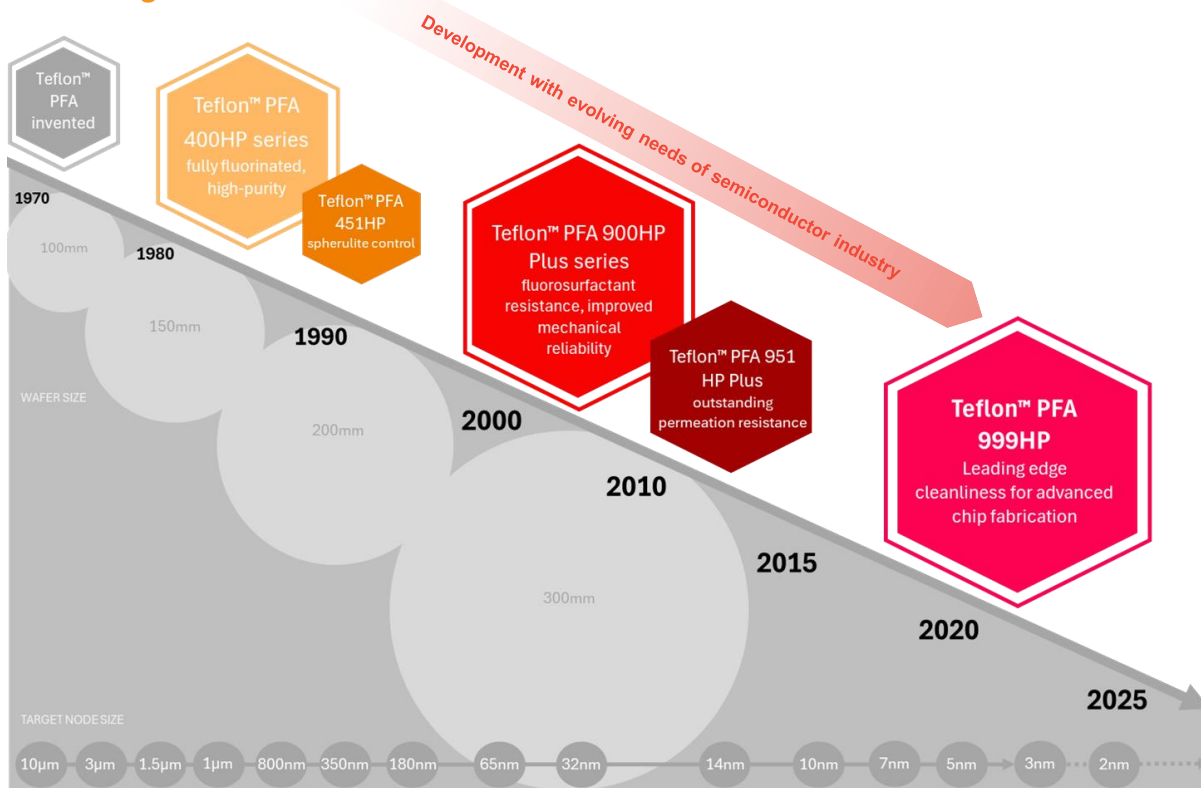 Development with evolving needs of semiconductor industry
Teflon™
PFA
invented
Teflon™ PFA
400HP series
fully fluorinated,
high-purity
Teflon™ PFA
451HP
spherulite control
Teflon™ PFA 900HP
Plus series
fluorosurfactant
resistance, improved
mechanical
reliability
Teflon™ PFA 951
HP Plus
outstanding
permeation resistance
Teflon™ PFA
999HP
Leading edge
cleanliness for advanced
chip fabrication
1970
1980
1990
2000
2010
2015
2020
2025
100mm
150mm
200mm
300mm
WAFER SIZE
TARGET NODE SIZE
10μm
3μm
1.5μm
1μm
800nm
350nm
180nm
65nm
32nm
14nm
10nm
7nm
5nm
3nm
2nm